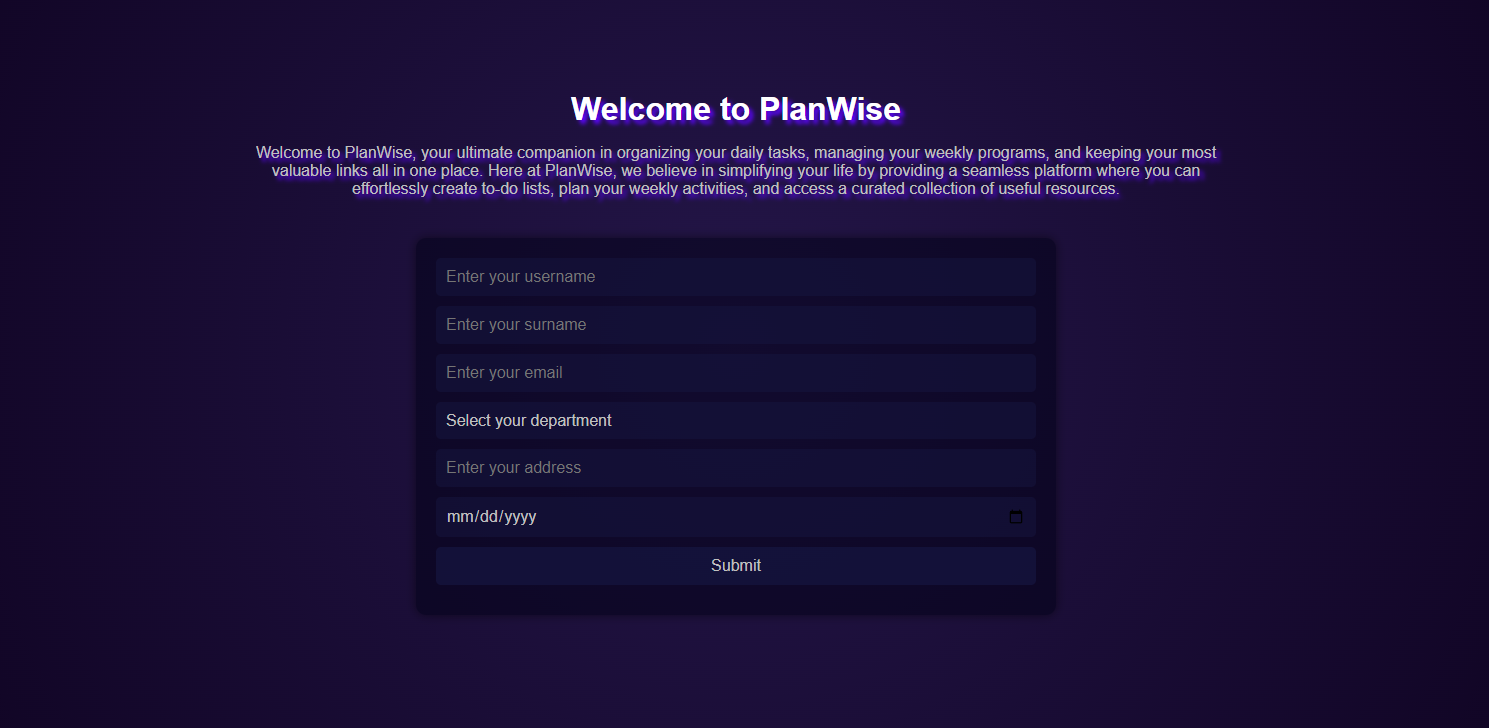 Welcome to PlanWise
Welcome to PlanWise, your ultimate companion in organizing your daily tasks, managing your weekly programs, and keeping your most
valuable links all in one place. Here at PlanWise, we believe in simplifying your life by providing a seamless platform where you can
effortlessly create to-do lists, plan your weekly activities, and access a curated collection of useful resources.
Enter your username
Enter your surname
Enter your email
Select your department
Enter your address
mm/dd/yyyy
Submit